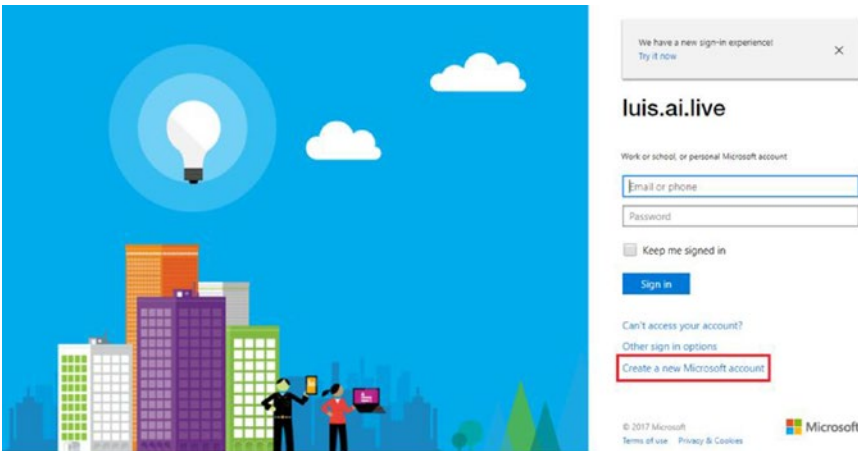 We have a new sign-in experience!
Try it now
luis.ai.live
Work or school, or personal Microsoft account
Email or phone
Password
Keep me signed in
Sign in
Can't access your account?
Other sign in options
Create a new Microsoft account
© 2017 Microsoft
Terms of use Privacy & Cookies
Microsoft